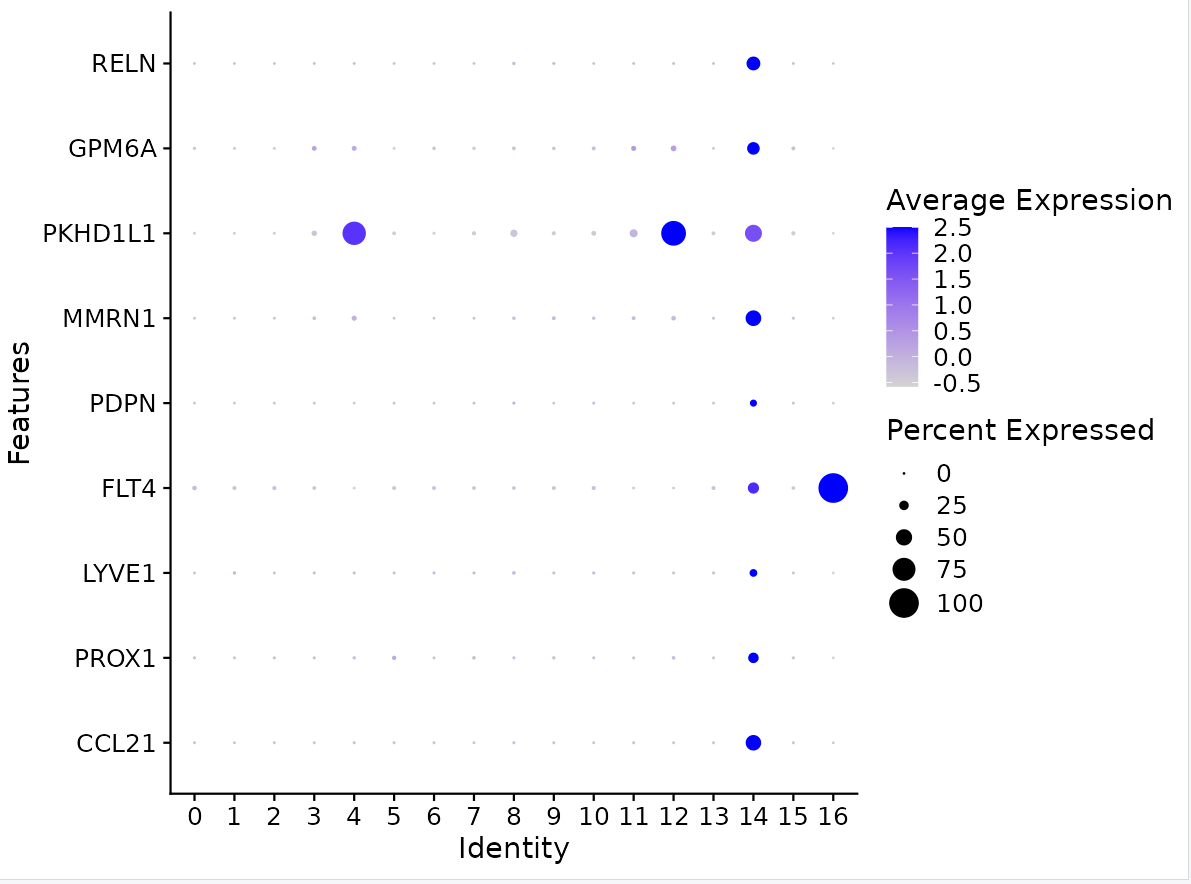 RELN
GPM6A
PKHD1L1
MMRN1
PDPN
FLT4
LYVE1
PROX1
CCL21
Features
0 1 2 3 4 5 6 7 8 9 10 11 12 13 14 15 16
Identity
Average Expression
2.5
2.0
1.5
1.0
0.5
0.0
-0.5
Percent Expressed
0
25
50
75
100